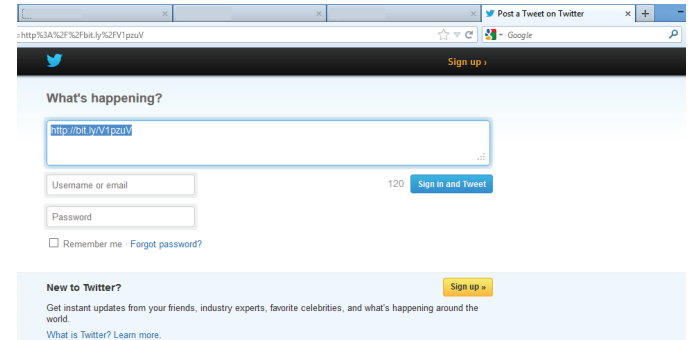 Post a Tweet on Twitter
=http%3A%2F%2Fbit.ly%2FV1pzuV
Google
Sign up ›
What's happening?
http://bit.ly/V1pzuV
Username or email
120 Sign in and Tweet
Password
Remember me · Forgot password?
New to Twitter?
Sign up »
Get instant updates from your friends, industry experts, favorite celebrities, and what's happening around the
world.
What is Twitter? Learn more.